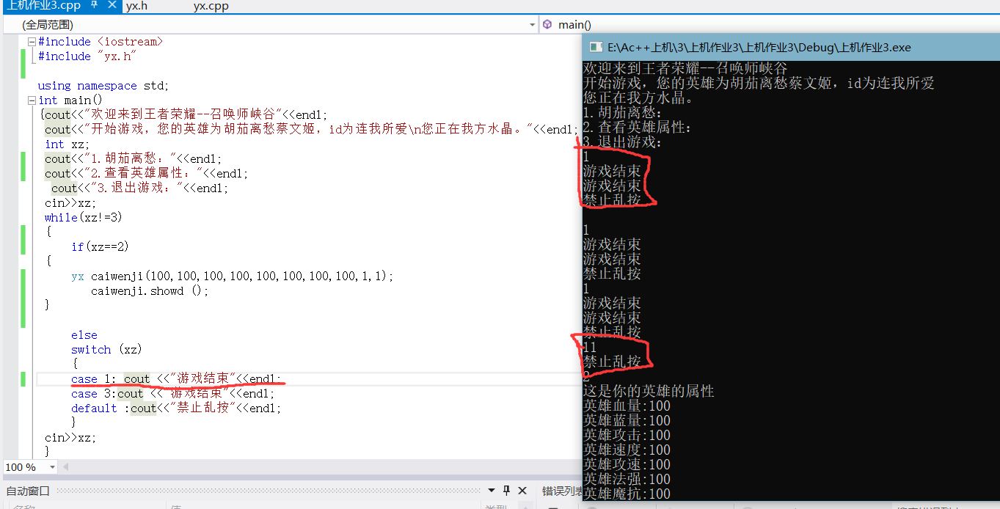 上机作业3.cpp
yx.h
yx.cpp
(全局范围)
main()
#include <iostream>
#include "yx.h"
using namespace std;
int main()
{cout<<"欢迎来到王者荣耀--召唤师峡谷"<<endl;
cout<<"开始游戏，您的英雄为胡茄离愁蔡文姬，id为连我所爱\n您正在我方水晶。"<<endl;
int xz;
cout<<"1.胡茄离愁："<<endl;
cout<<"2.查看英雄属性："<<endl;
cout<<"3.退出游戏："<<endl;
cin>>xz;
while(xz!=3)
{
if(xz==2)
{
yx caiwenji(100,100,100,100,100,100,100,100,1,1);
caiwenji.showd ();
}
else
switch (xz)
{
case 1: cout <<"游戏结束"<<endl;
case 3:cout <<"游戏结束"<<endl;
default :cout<<"禁止乱按"<<endl;
}
cin>>xz;
}
100 %
自动窗口
错误列表
E:\Ac++上机\3\上机作业3\上机作业3\Debug\上机作业3.exe
欢迎来到王者荣耀--召唤师峡谷
开始游戏，您的英雄为胡茄离愁蔡文姬，id为连我所爱
您正在我方水晶。
1.胡茄离愁：
2.查看英雄属性：
3.退出游戏：
1
游戏结束
游戏结束
禁止乱按
1
游戏结束
游戏结束
禁止乱按
1
游戏结束
游戏结束
禁止乱按
11
禁止乱按
2
这是你的英雄的属性
英雄血量:100
英雄蓝量:100
英雄攻击:100
英雄速度:100
英雄攻速:100
英雄法强:100
英雄魔抗:100